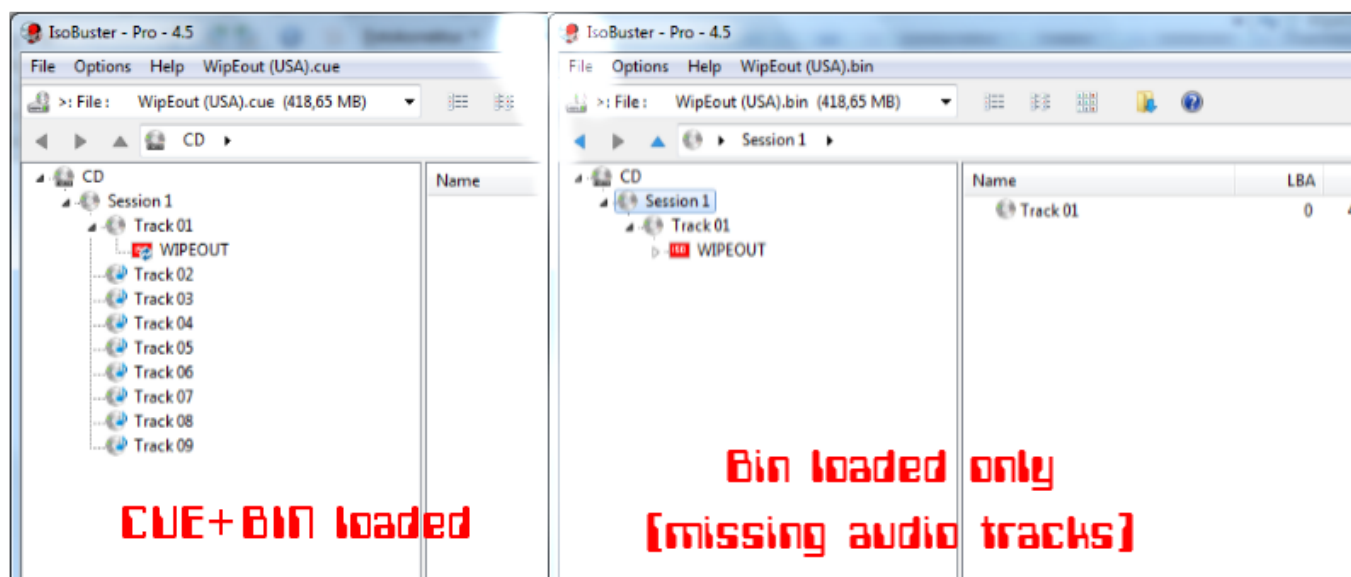 IsoBuster - Pro - 4.5
File Options Help WipEout (USA).cue
>: File : WipEout (USA).cue (418,65 MB)
CD
CD
Session 1
Track 01
WIPEOUT
Track 02
Track 03
Track 04
Track 05
Track 06
Track 07
Track 08
Track 09
Name
CUE+BIN loaded
IsoBuster - Pro - 4.5
File Options Help WipEout (USA).bin
>: File : WipEout (USA).bin (418,65 MB)
Session 1
CD
Session 1
Track 01
ISO WIPEOUT
Name LBA
Track 01 0
Bin loaded only
[missing audio tracks]